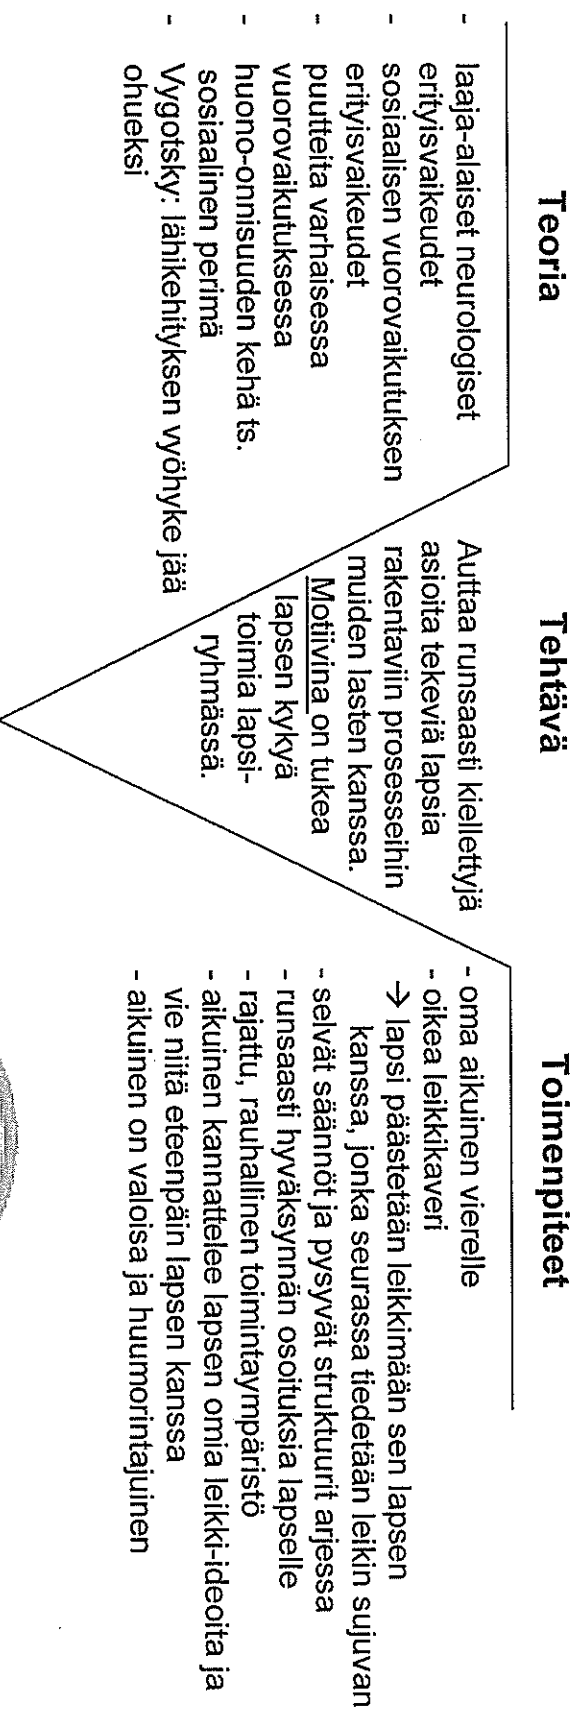 Teoria
- laaja-alaiset neurologiset
erityisvaikeudet
- sosiaalisen vuorovaikutuksen
erityisvaikeudet
- puutteita varhaisessa
vuorovaikutuksessa
- huono-onnisuuden kehä ts.
sosiaalinen perimä
- Vygotsky: lähikehityksen vyöhyke jää
ohueksi
Tehtävä
Auttaa runsaasti kiellettyjä
asioita tekeviä lapsia
rakentaviin prosesseihin
muiden lasten kanssa.
Motiivina on tukea
lapsen kykyä
toimia lapsi-
ryhmässä.
Toimenpiteet
- oma aikuinen vierelle
- oikea leikkikaveri
→ lapsi päästetään leikkimään sen lapsen
kanssa, jonka seurassa tiedetään leikin sujuvan
- selvät säännöt ja pysyvät struktuurit arjessa
- runsaasti hyväksynnän osoituksia lapselle
- rajattu, rauhallinen toimintaympäristö
- aikuinen kannattelee lapsen omia leikki-ideoita ja
vie niitä eteenpäin lapsen kanssa
- aikuinen on valoisa ja huumorintajuinen